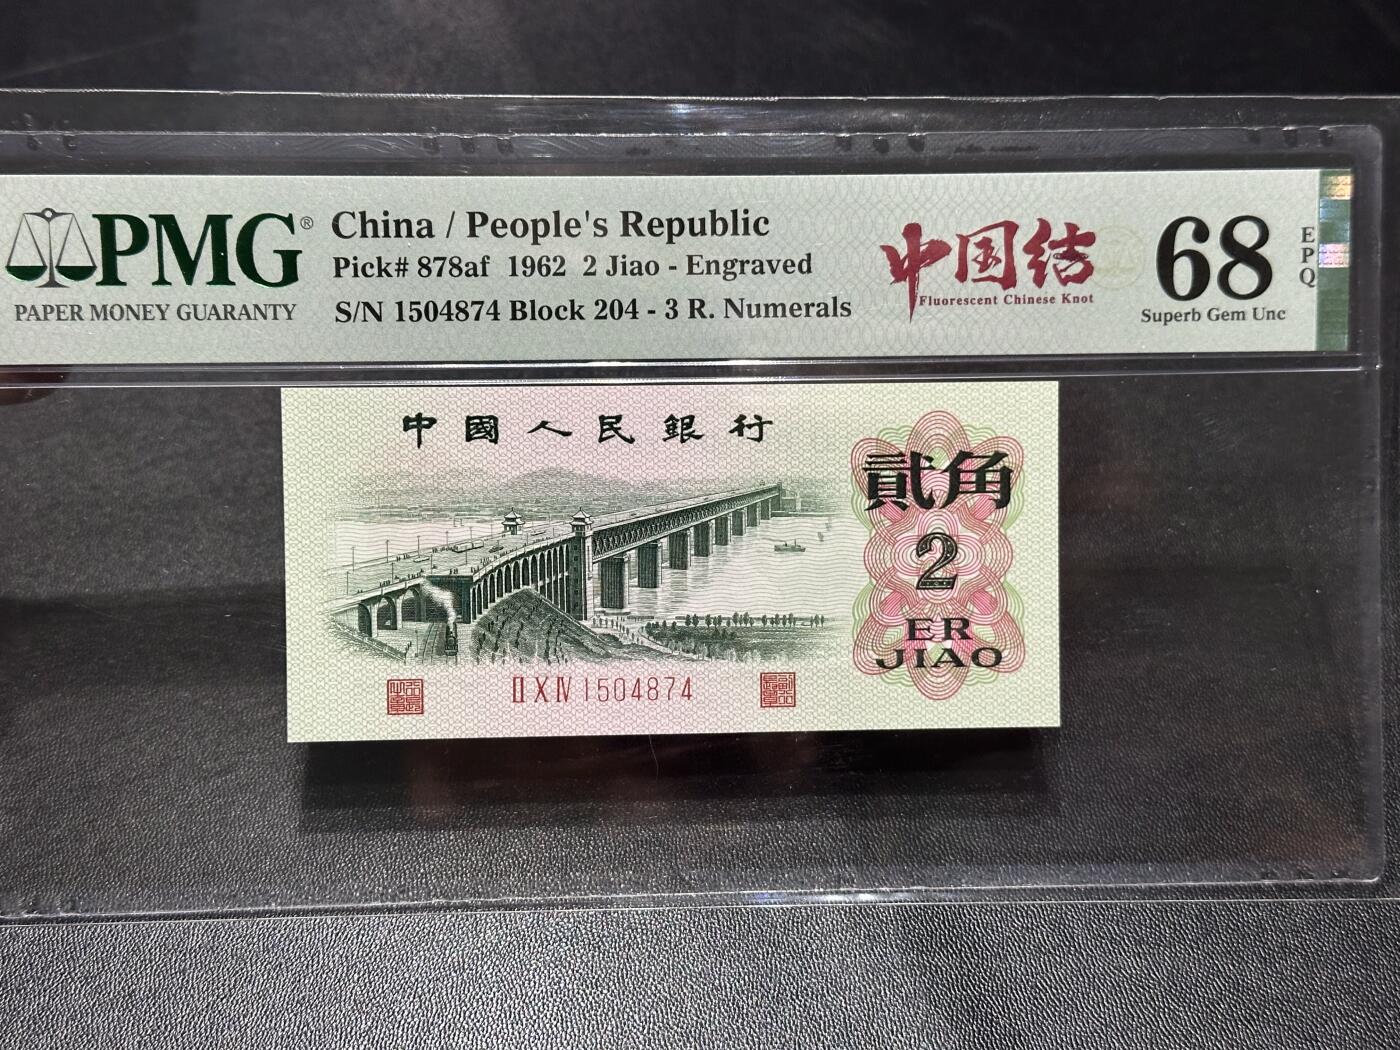 PMG®
PAPER MONEY GUARANTY
China / People's Republic
Pick# 878af 1962 2 Jiao - Engraved
S/N 1504874 Block 204 - 3 R. Numerals
中国结
Fluorescent Chinese Knot
68
EPQ
Superb Gem Unc
中國人民銀行
貳角
2
ER
JIAO
ⅡⅩⅣ 1504874